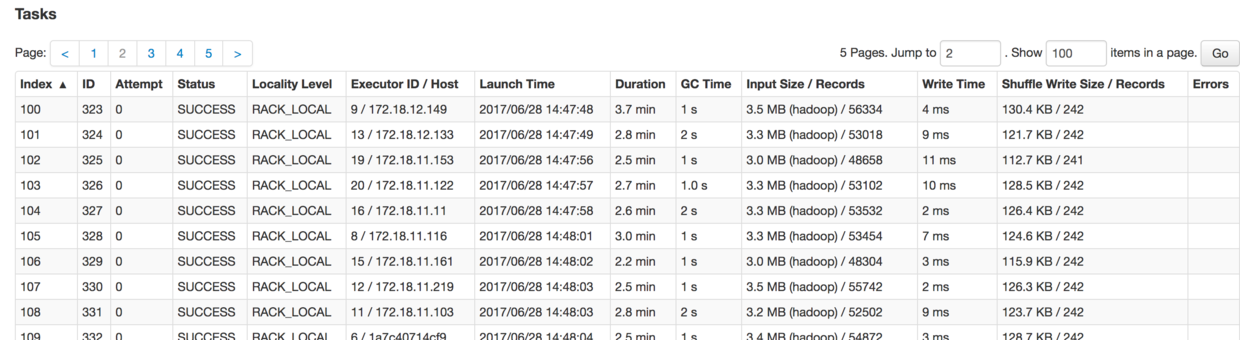 Tasks
Page: < 1 2 3 4 5 > 5 Pages. Jump to 2 . Show 100 items in a page. Go
Index ▲ ID Attempt Status Locality Level Executor ID / Host Launch Time Duration GC Time Input Size / Records Write Time Shuffle Write Size / Records Errors
100 323 0 SUCCESS RACK_LOCAL 9 / 172.18.12.149 2017/06/28 14:47:48 3.7 min 1 s 3.5 MB (hadoop) / 56334 4 ms 130.4 KB / 242
101 324 0 SUCCESS RACK_LOCAL 13 / 172.18.12.133 2017/06/28 14:47:49 2.8 min 2 s 3.3 MB (hadoop) / 53018 9 ms 121.7 KB / 242
102 325 0 SUCCESS RACK_LOCAL 19 / 172.18.11.153 2017/06/28 14:47:56 2.5 min 1 s 3.0 MB (hadoop) / 48658 11 ms 112.7 KB / 241
103 326 0 SUCCESS RACK_LOCAL 20 / 172.18.11.122 2017/06/28 14:47:57 2.7 min 1.0 s 3.3 MB (hadoop) / 53102 10 ms 128.5 KB / 242
104 327 0 SUCCESS RACK_LOCAL 16 / 172.18.11.11 2017/06/28 14:47:58 2.6 min 2 s 3.3 MB (hadoop) / 53532 2 ms 126.4 KB / 242
105 328 0 SUCCESS RACK_LOCAL 8 / 172.18.11.116 2017/06/28 14:48:01 3.0 min 1 s 3.3 MB (hadoop) / 53454 7 ms 124.6 KB / 242
106 329 0 SUCCESS RACK_LOCAL 15 / 172.18.11.161 2017/06/28 14:48:02 2.2 min 1 s 3.0 MB (hadoop) / 48304 3 ms 115.9 KB / 242
107 330 0 SUCCESS RACK_LOCAL 12 / 172.18.11.219 2017/06/28 14:48:03 2.5 min 1 s 3.5 MB (hadoop) / 55742 2 ms 126.3 KB / 242
108 331 0 SUCCESS RACK_LOCAL 11 / 172.18.11.103 2017/06/28 14:48:03 2.8 min 2 s 3.2 MB (hadoop) / 52502 9 ms 123.7 KB / 242
109 332 0 SUCCESS RACK_LOCAL 6 / 1a7c40714cf9 2017/06/28 14:48:04 2.5 min 1 s 3.4 MB (hadoop) / 54872 3 ms 128.7 KB / 242